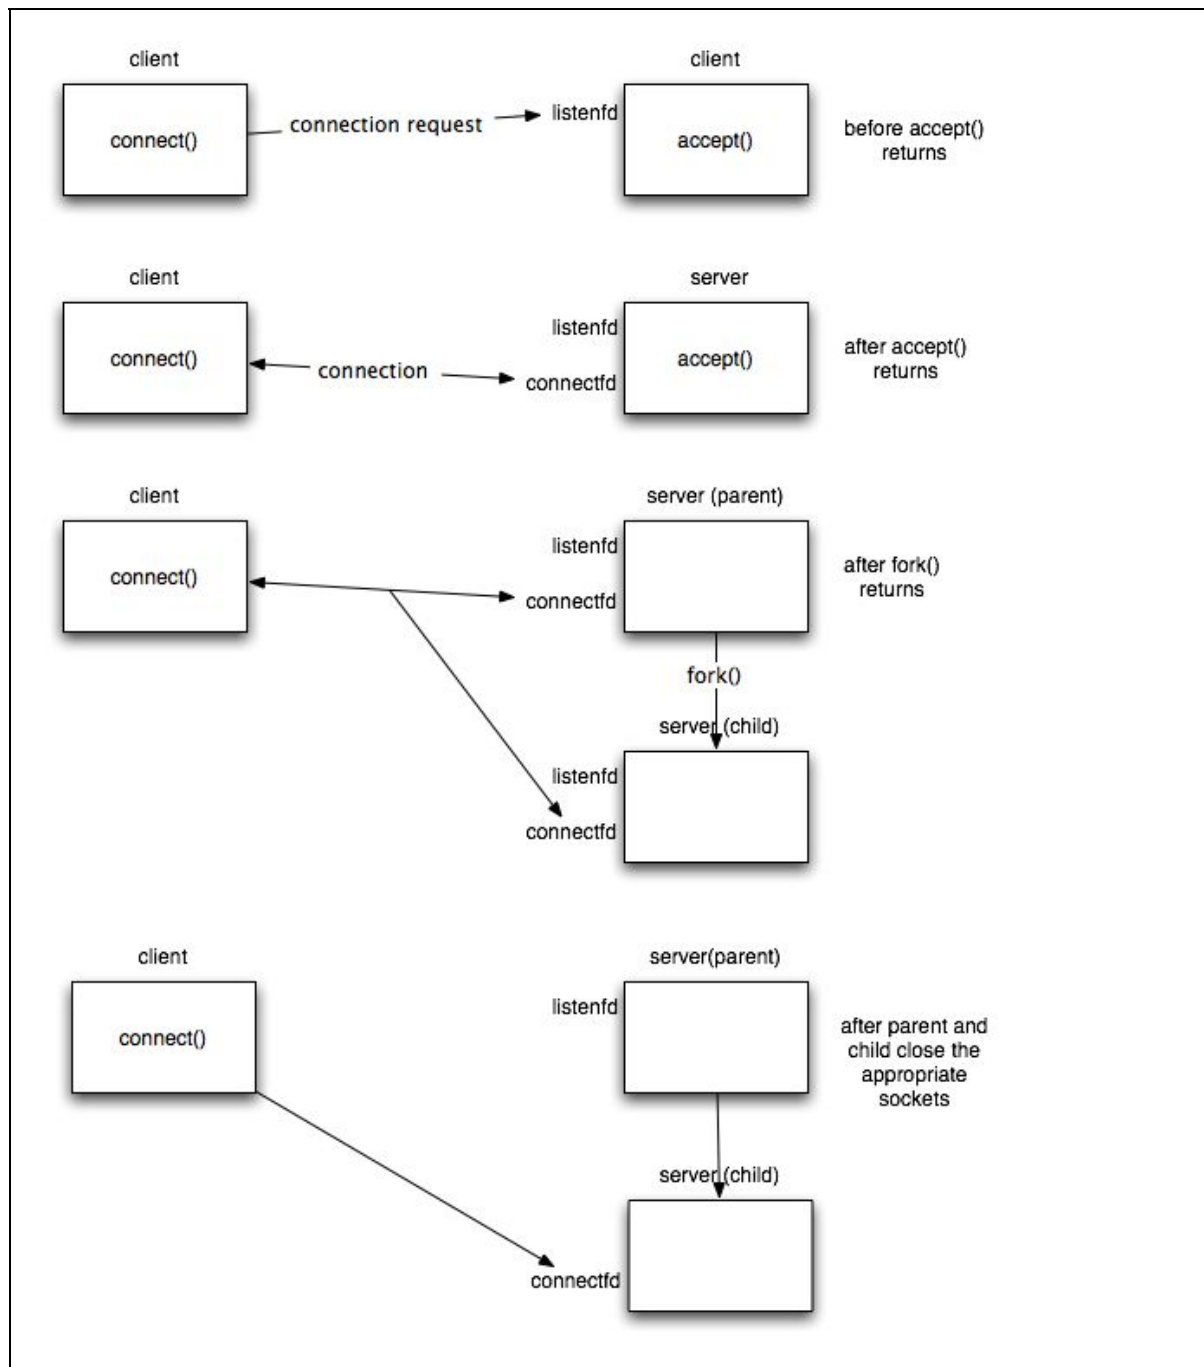 client
client
connect()
connection request
listenfd
accept()
before accept()
returns
client
server
connect()
connection
listenfd
connectfd
accept()
after accept()
returns
client
server (parent)
connect()
listenfd
connectfd
after fork()
returns
fork()
server (child)
listenfd
connectfd
client
server(parent)
connect()
listenfd
after parent and
child close the
appropriate
sockets
server (child)
connectfd